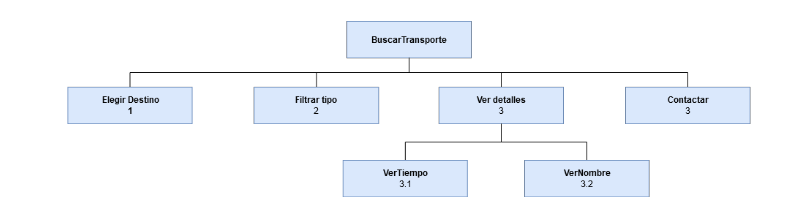 BuscarTransporte
Elegir Destino
1
Filtrar tipo
2
Ver detalles
3
Contactar
3
VerTiempo
3.1
VerNombre
3.2